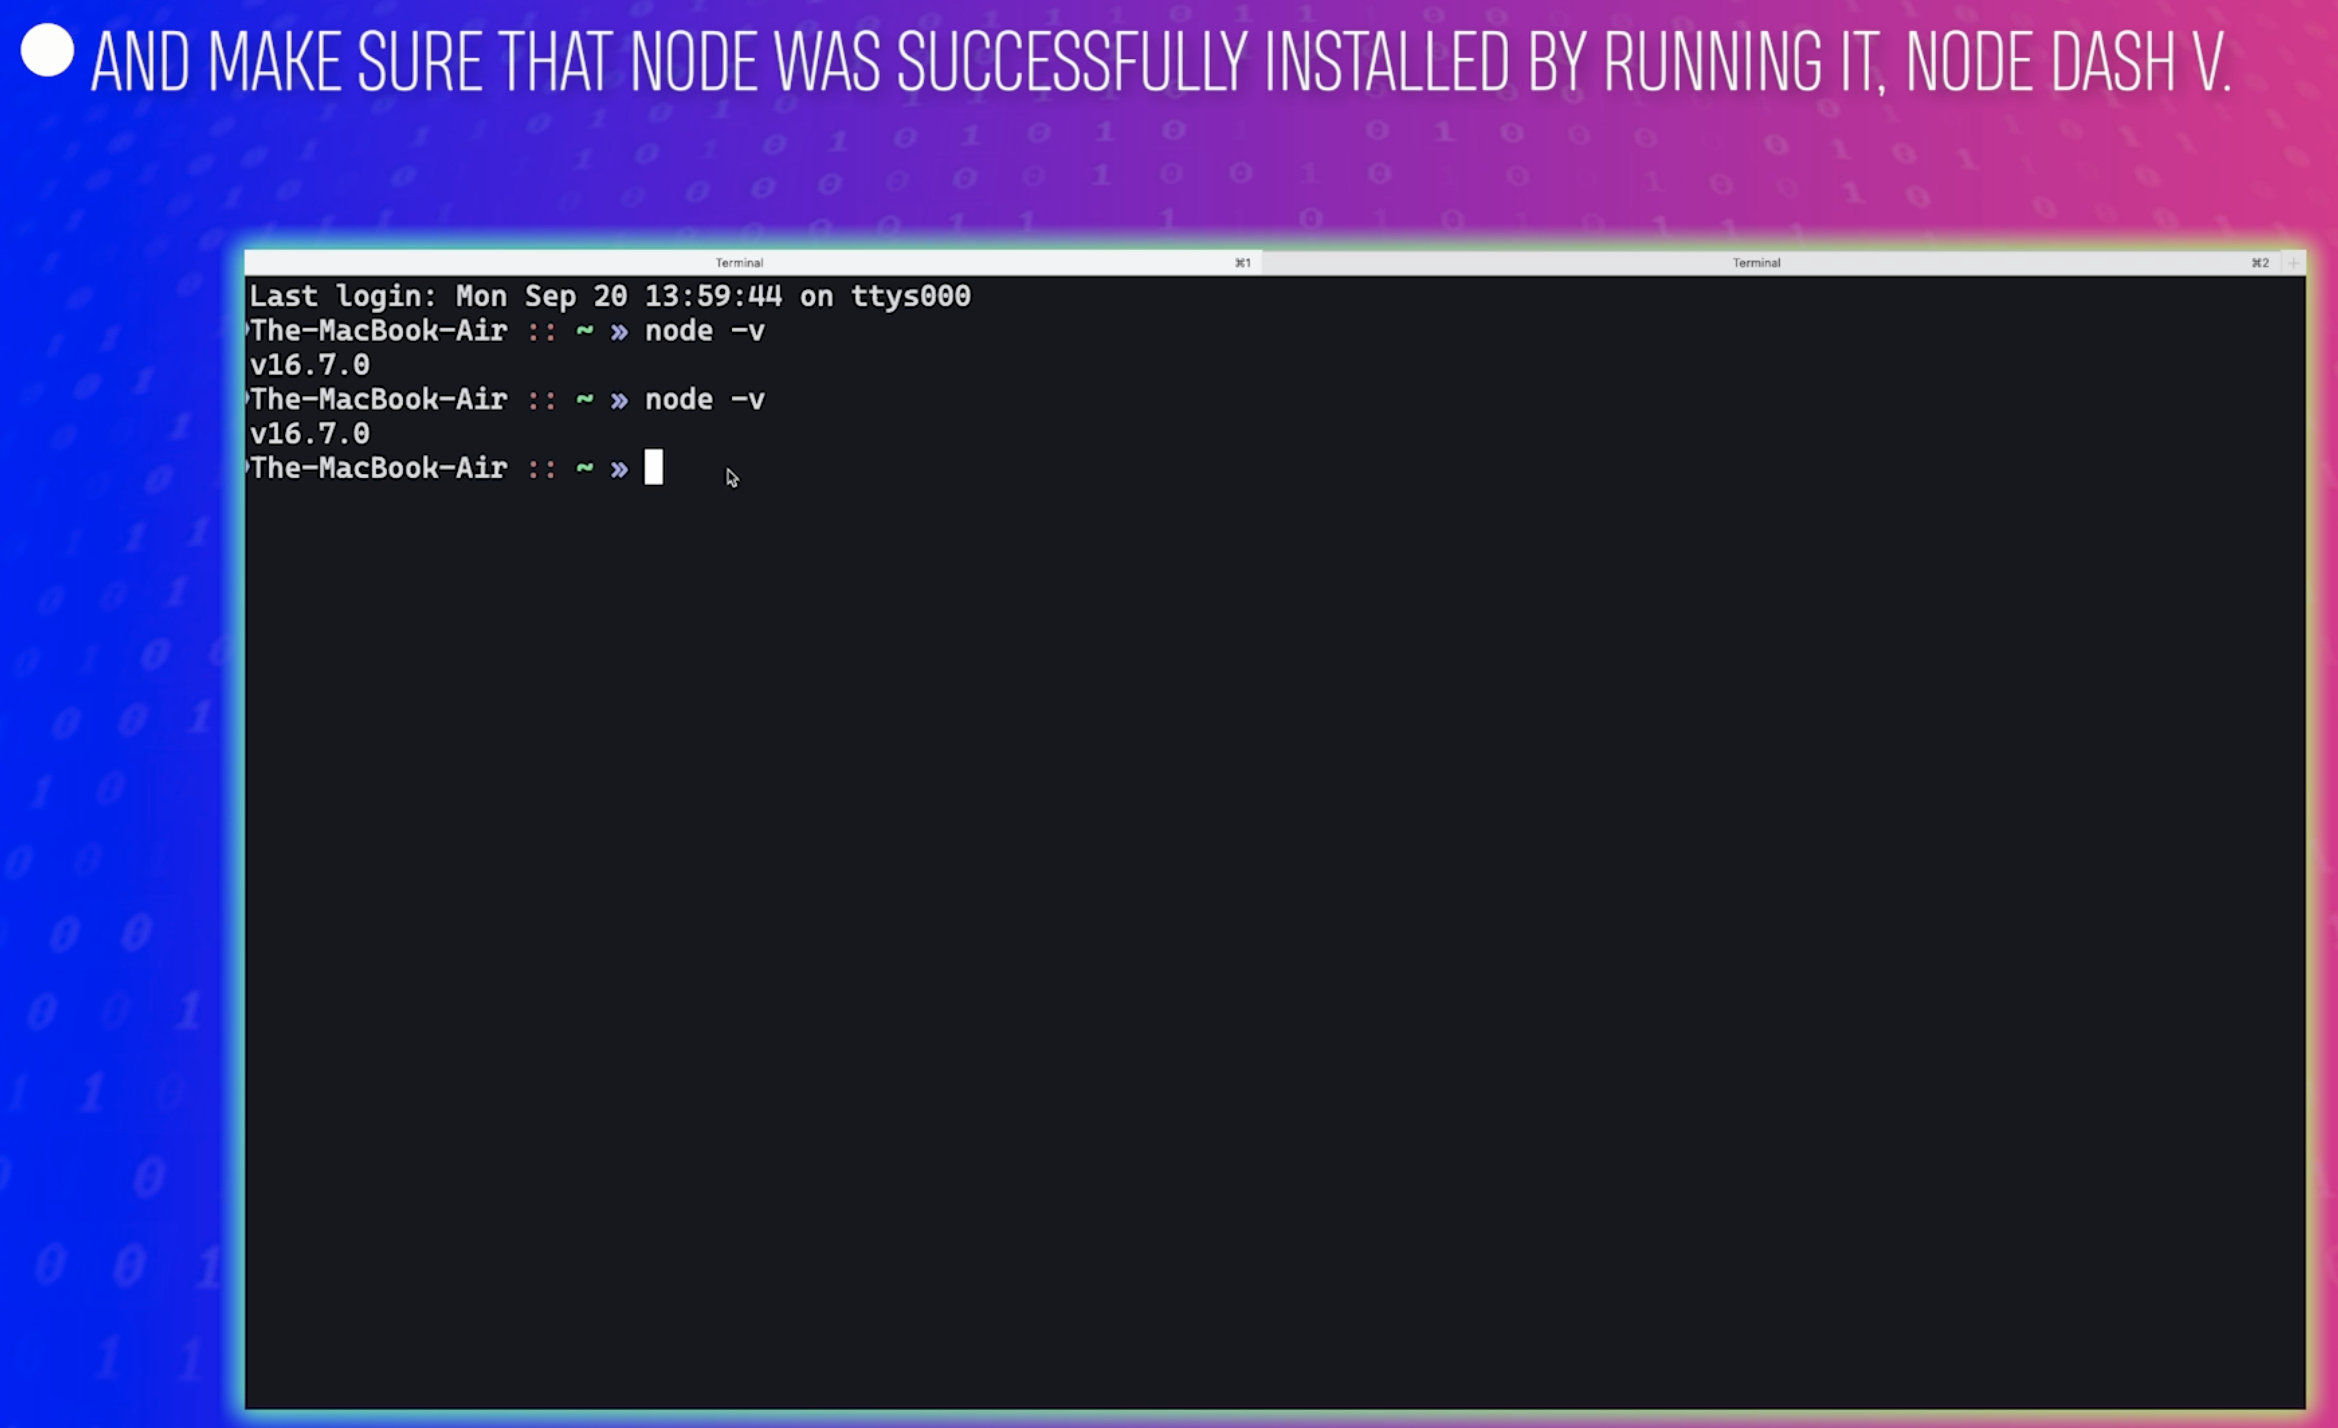 AND MAKE SURE THAT NODE WAS SUCCESSFULLY INSTALLED BY RUNNING IT, NODE DASH V.
Terminal ⌘1 Terminal ⌘2 +
Last login: Mon Sep 20 13:59:44 on ttys000
The-MacBook-Air :: ~ » node -v
v16.7.0
The-MacBook-Air :: ~ » node -v
v16.7.0
The-MacBook-Air :: ~ »